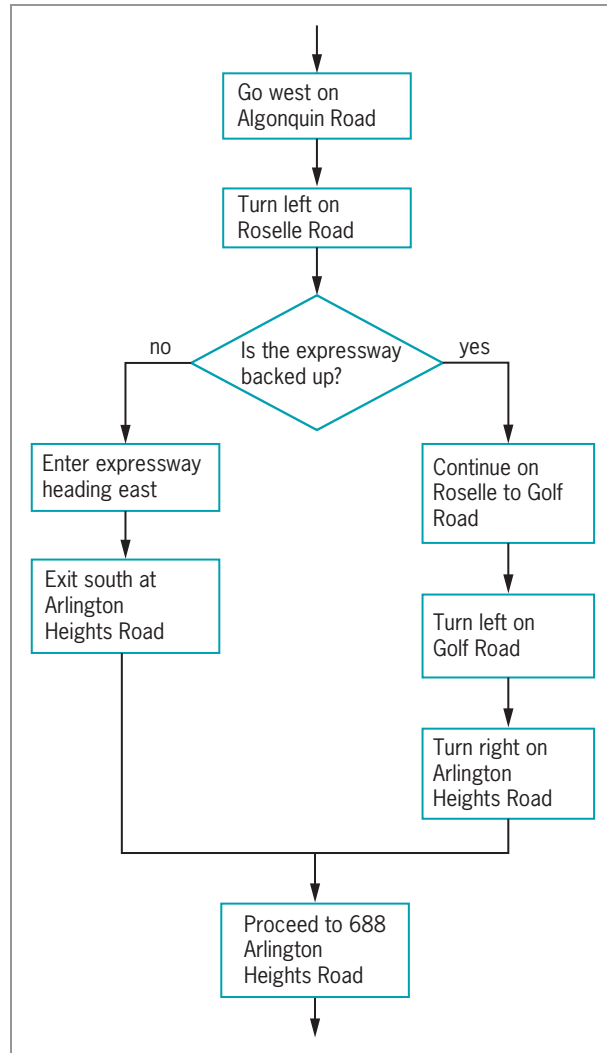 Go west on
Algonquin Road
Turn left on
Roselle Road
Is the expressway
backed up?
no
yes
Enter expressway
heading east
Exit south at
Arlington
Heights Road
Continue on
Roselle to Golf
Road
Turn left on
Golf Road
Turn right on
Arlington
Heights Road
Proceed to 688
Arlington
Heights Road